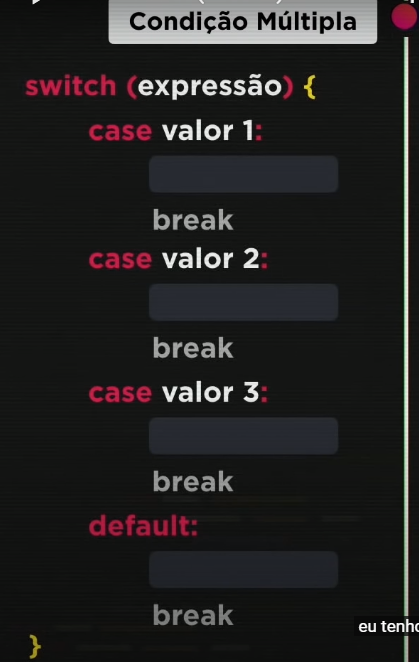 Condição Múltipla
switch (expressão) {
case valor 1:
break
case valor 2:
break
case valor 3:
break
default:
break
eu tenho
}